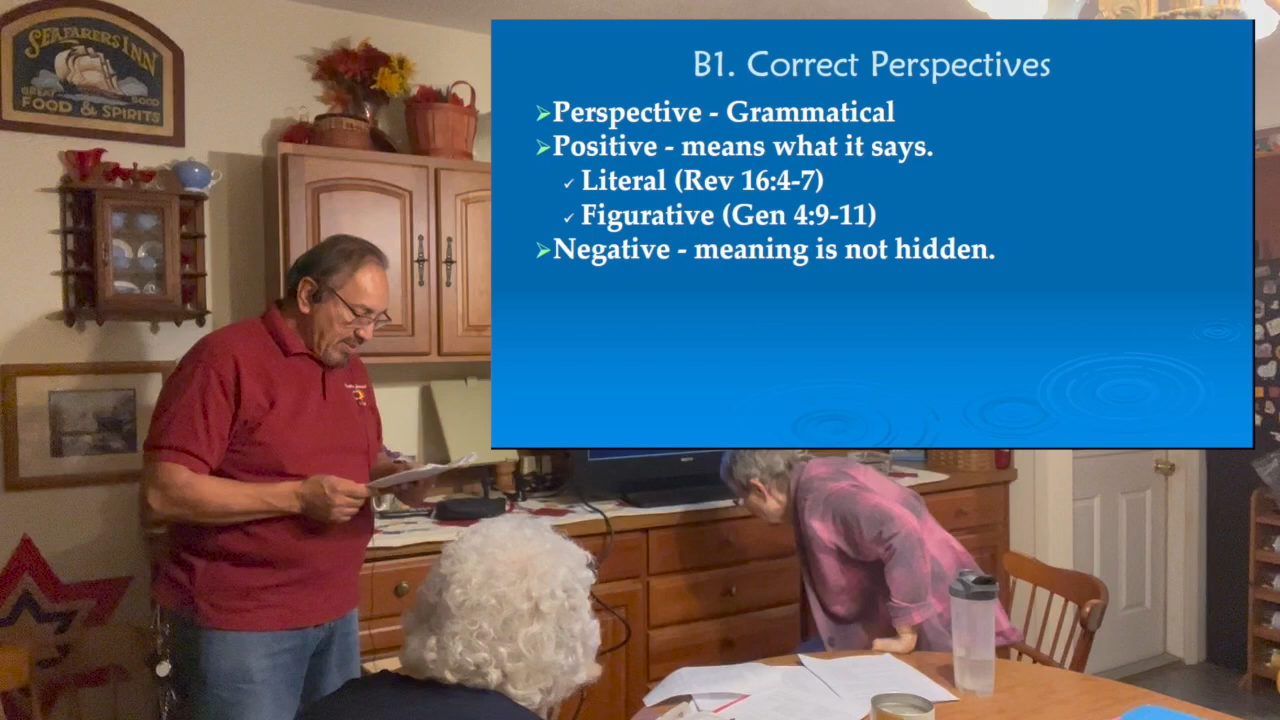 SEAFARERS INN
GREAT GOOD
FOOD & SPIRITS
B1. Correct Perspectives
Perspective - Grammatical
Positive - means what it says.
Literal (Rev 16:4-7)
Figurative (Gen 4:9-11)
Negative - meaning is not hidden.